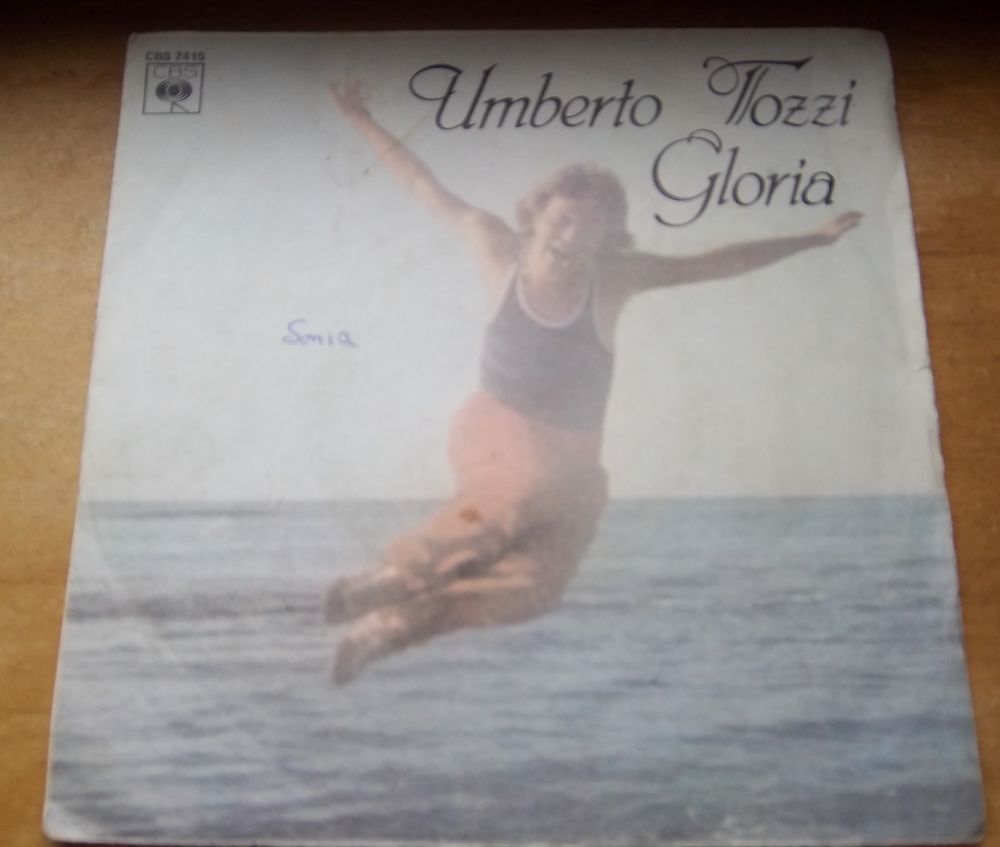 CBS 7415
CBS
Umberto Tozzi
Gloria
Sonia